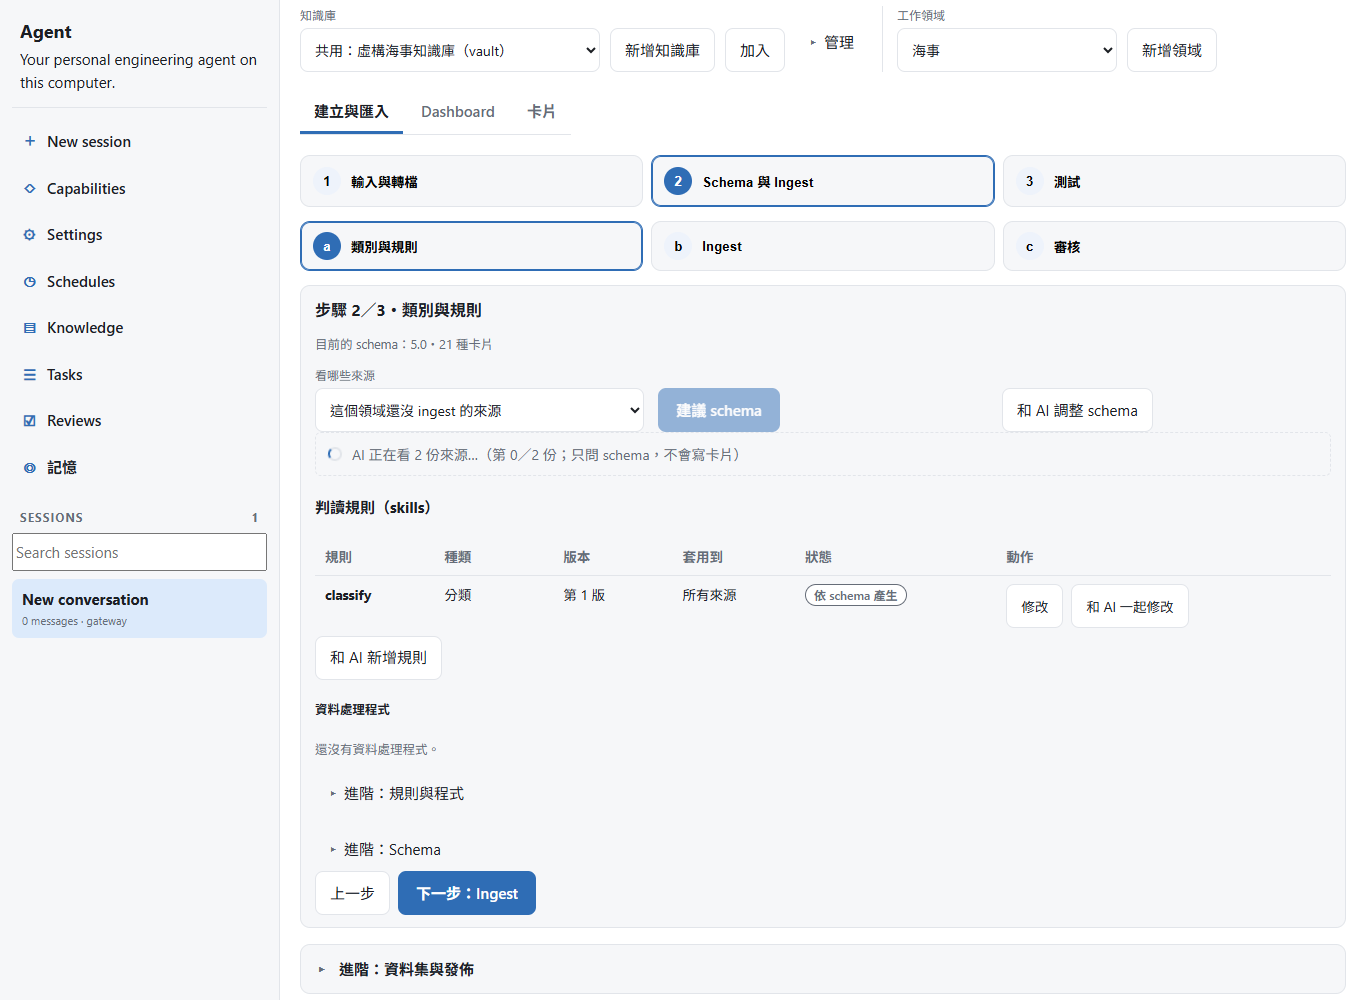 Agent
Your personal engineering agent on
this computer.
New session
Capabilities
Settings
Schedules
Knowledge
Tasks
Reviews
記憶
SESSIONS 1
Search sessions
New conversation
0 messages · gateway
知識庫
共用：虛構海事知識庫（vault）
新增知識庫
加入
管理
工作領域
海事
新增領域
建立與匯入
Dashboard
卡片
1 輸入與轉檔
2 Schema 與 Ingest
3 測試
a 類別與規則
b Ingest
c 審核
步驟 2／3・類別與規則
目前的 schema：5.0・21 種卡片
看哪些來源
這個領域還沒 ingest 的來源
建議 schema
和 AI 調整 schema
AI 正在看 2 份來源…（第 0／2 份；只問 schema，不會寫卡片）
判讀規則（skills）
規則 種類 版本 套用到 狀態 動作
classify 分類 第 1 版 所有來源 依 schema 產生 修改 和 AI 一起修改
和 AI 新增規則
資料處理程式
還沒有資料處理程式。
進階：規則與程式
進階：Schema
上一步
下一步：Ingest
進階：資料集與發佈